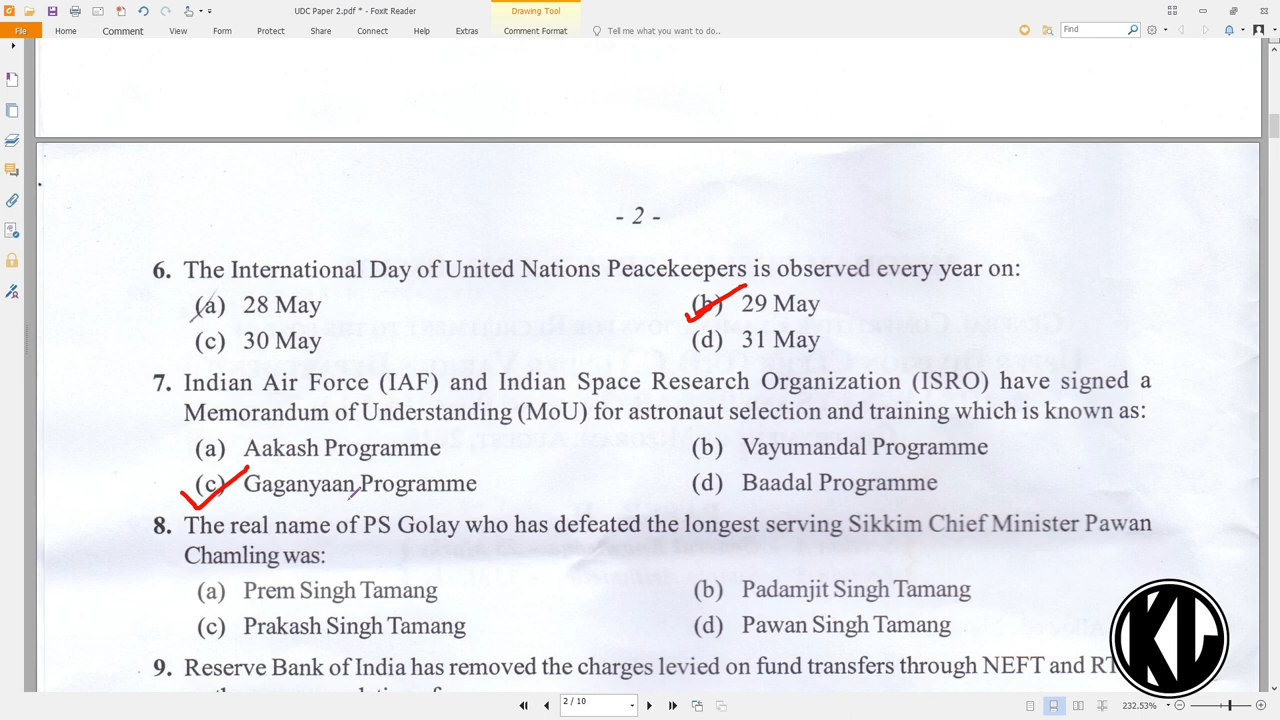 UDC Paper 2.pdf * - Foxit Reader
Drawing Tool
File Home Comment View Form Protect Share Connect Help Extras Comment Format Tell me what you want to do.. Find
- 2 -
6. The International Day of United Nations Peacekeepers is observed every year on:
(a) 28 May (b) 29 May
(c) 30 May (d) 31 May
7. Indian Air Force (IAF) and Indian Space Research Organization (ISRO) have signed a
Memorandum of Understanding (MoU) for astronaut selection and training which is known as:
(a) Aakash Programme (b) Vayumandal Programme
(c) Gaganyaan Programme (d) Baadal Programme
8. The real name of PS Golay who has defeated the longest serving Sikkim Chief Minister Pawan
Chamling was:
(a) Prem Singh Tamang (b) Padamjit Singh Tamang
(c) Prakash Singh Tamang (d) Pawan Singh Tamang
9. Reserve Bank of India has removed the charges levied on fund transfers through NEFT and RT
KL
2 / 10
232.53%